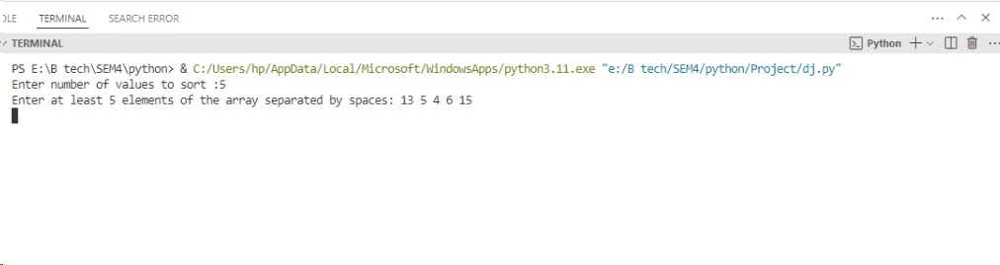 TERMINAL SEARCH ERROR
TERMINAL Python
PS E:\B tech\SEM4\python> & C:/Users/hp/AppData/Local/Microsoft/WindowsApps/python3.11.exe "e:/B tech/SEM4/python/Project/dj.py"
Enter number of values to sort :5
Enter at least 5 elements of the array separated by spaces: 13 5 4 6 15